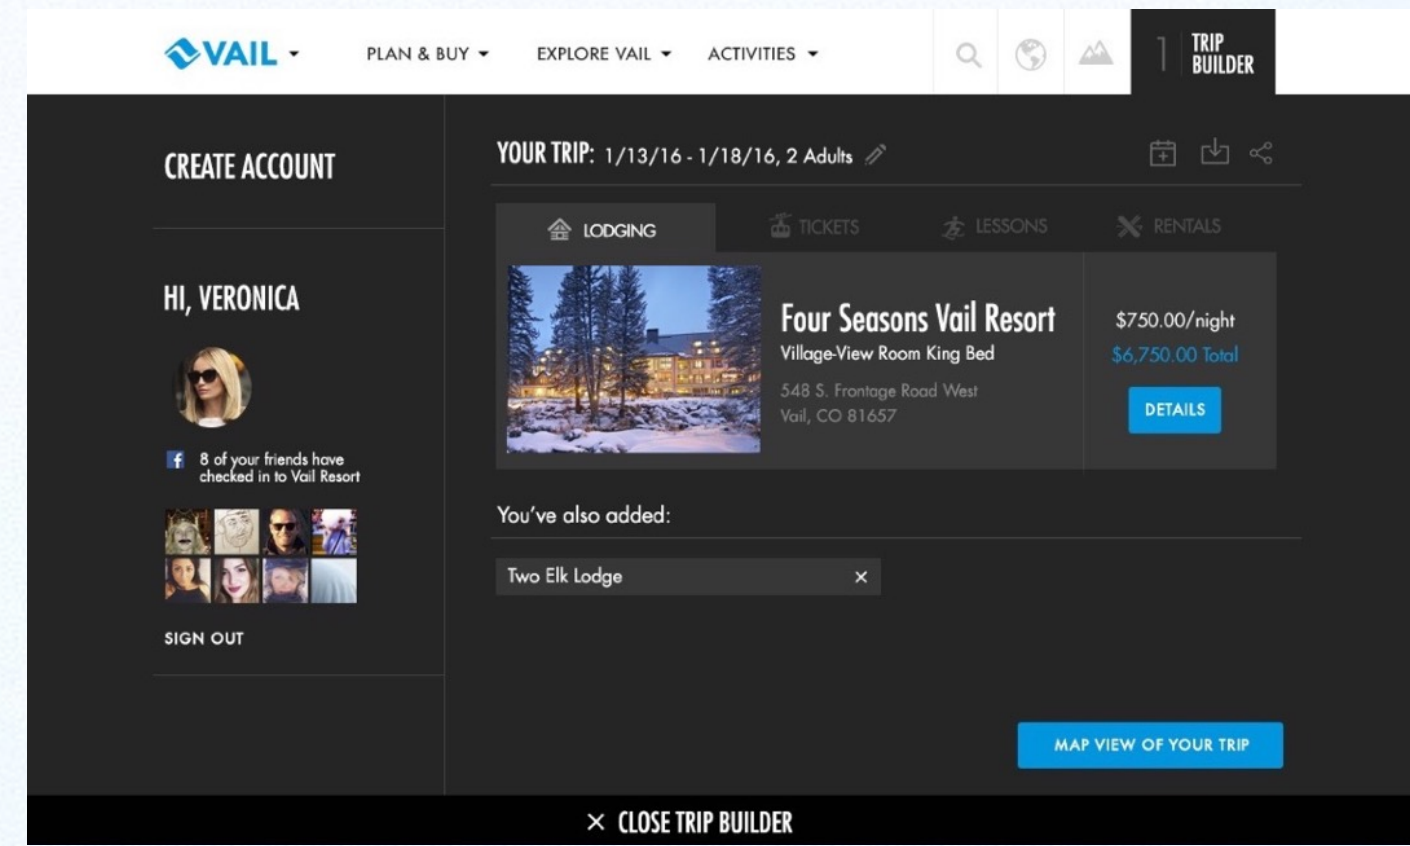 VAIL
PLAN & BUY
EXPLORE VAIL
ACTIVITIES
1
TRIP
BUILDER
CREATE ACCOUNT
HI, VERONICA
f
8 of your friends have
checked in to Vail Resort
SIGN OUT
YOUR TRIP: 1/13/16 - 1/18/16, 2 Adults
LODGING
TICKETS
LESSONS
RENTALS
Four Seasons Vail Resort
Village-View Room King Bed
548 S. Frontage Road West
Vail, CO 81657
$750.00/night
$6,750.00 Total
DETAILS
You've also added:
Two Elk Lodge ×
MAP VIEW OF YOUR TRIP
× CLOSE TRIP BUILDER